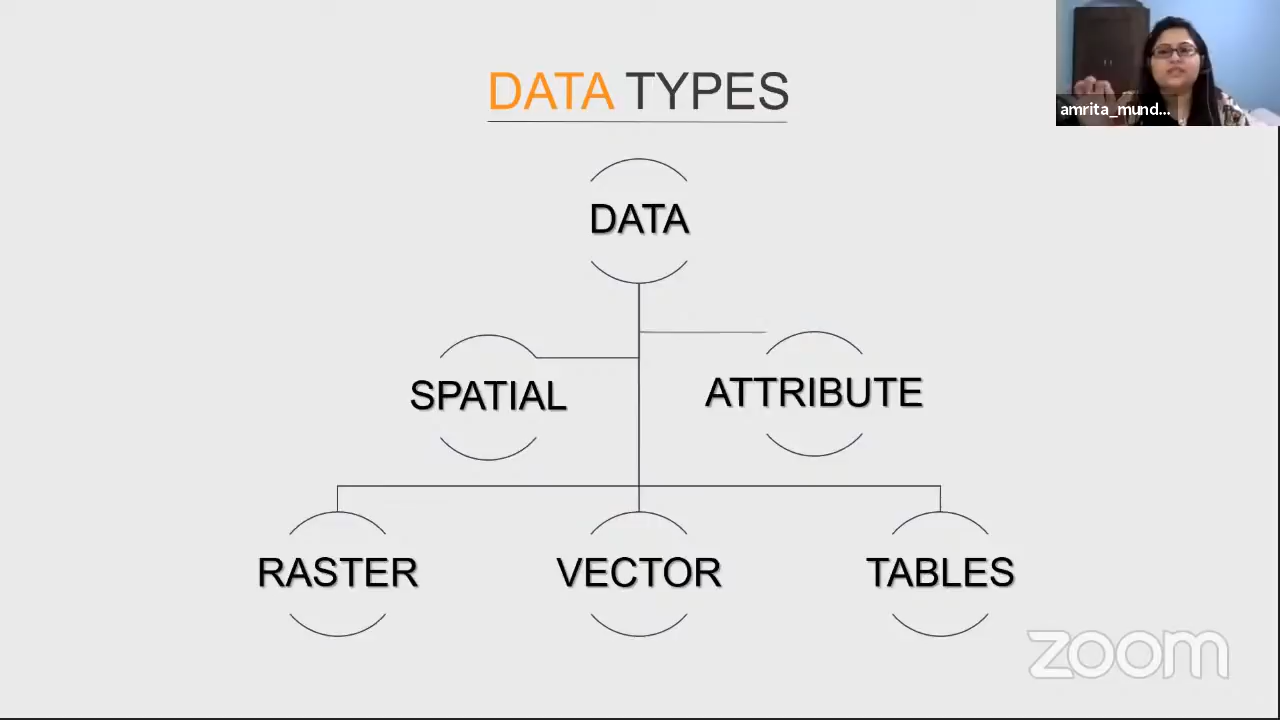 DATA TYPES
amrita_mund...
DATA
SPATIAL
ATTRIBUTE
RASTER
VECTOR
TABLES
zoom